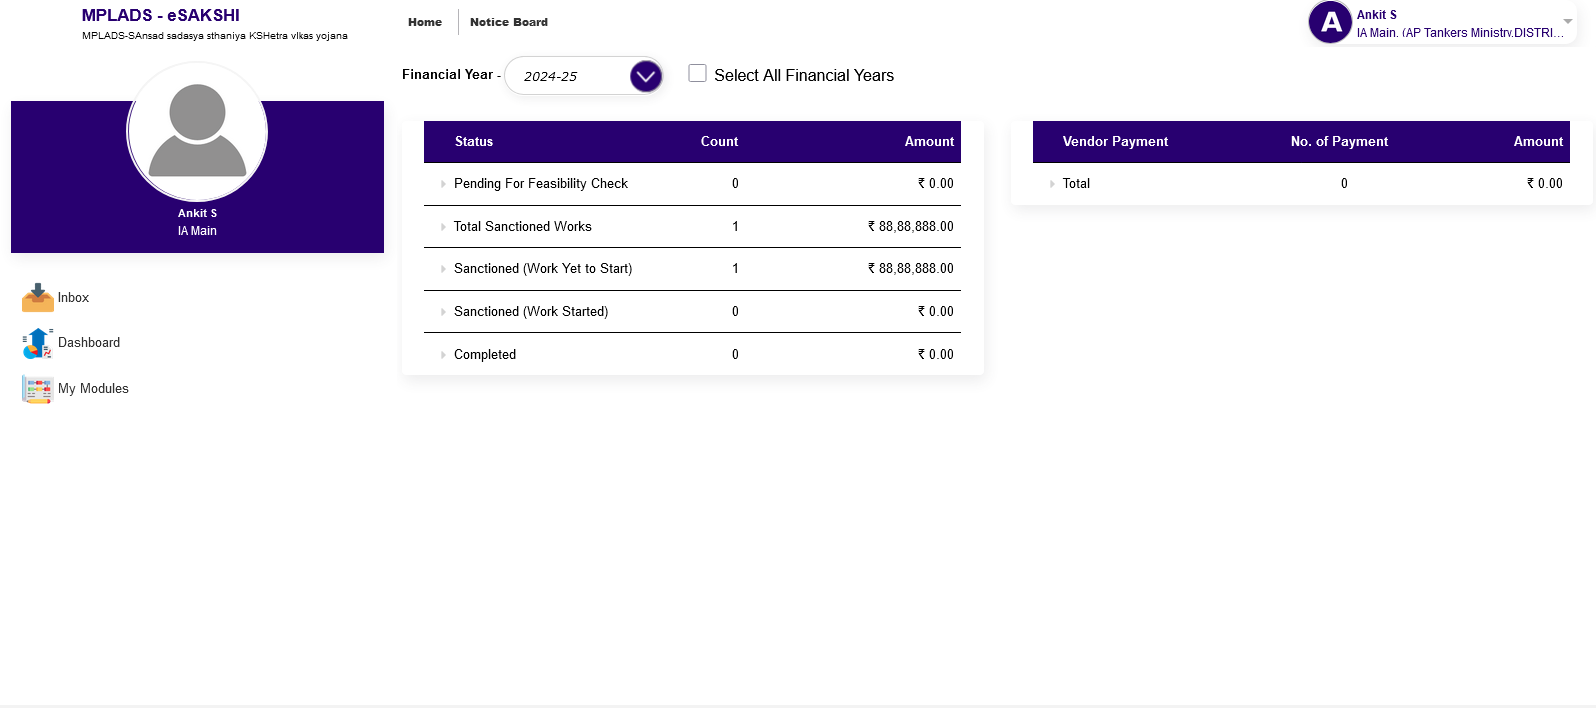 MPLADS - eSAKSHI
MPLADS-SAnsad sadasya sthaniya KSHetra vIkas yojana
Home
Notice Board
A
Ankit S
IA Main. (AP Tankers Ministry.DISTRI...
Ankit S
IA Main
Inbox
Dashboard
My Modules
Financial Year - 2024-25
Select All Financial Years
Status Count Amount
Pending For Feasibility Check 0 ₹ 0.00
Total Sanctioned Works 1 ₹ 88,88,888.00
Sanctioned (Work Yet to Start) 1 ₹ 88,88,888.00
Sanctioned (Work Started) 0 ₹ 0.00
Completed 0 ₹ 0.00
Vendor Payment No. of Payment Amount
Total 0 ₹ 0.00